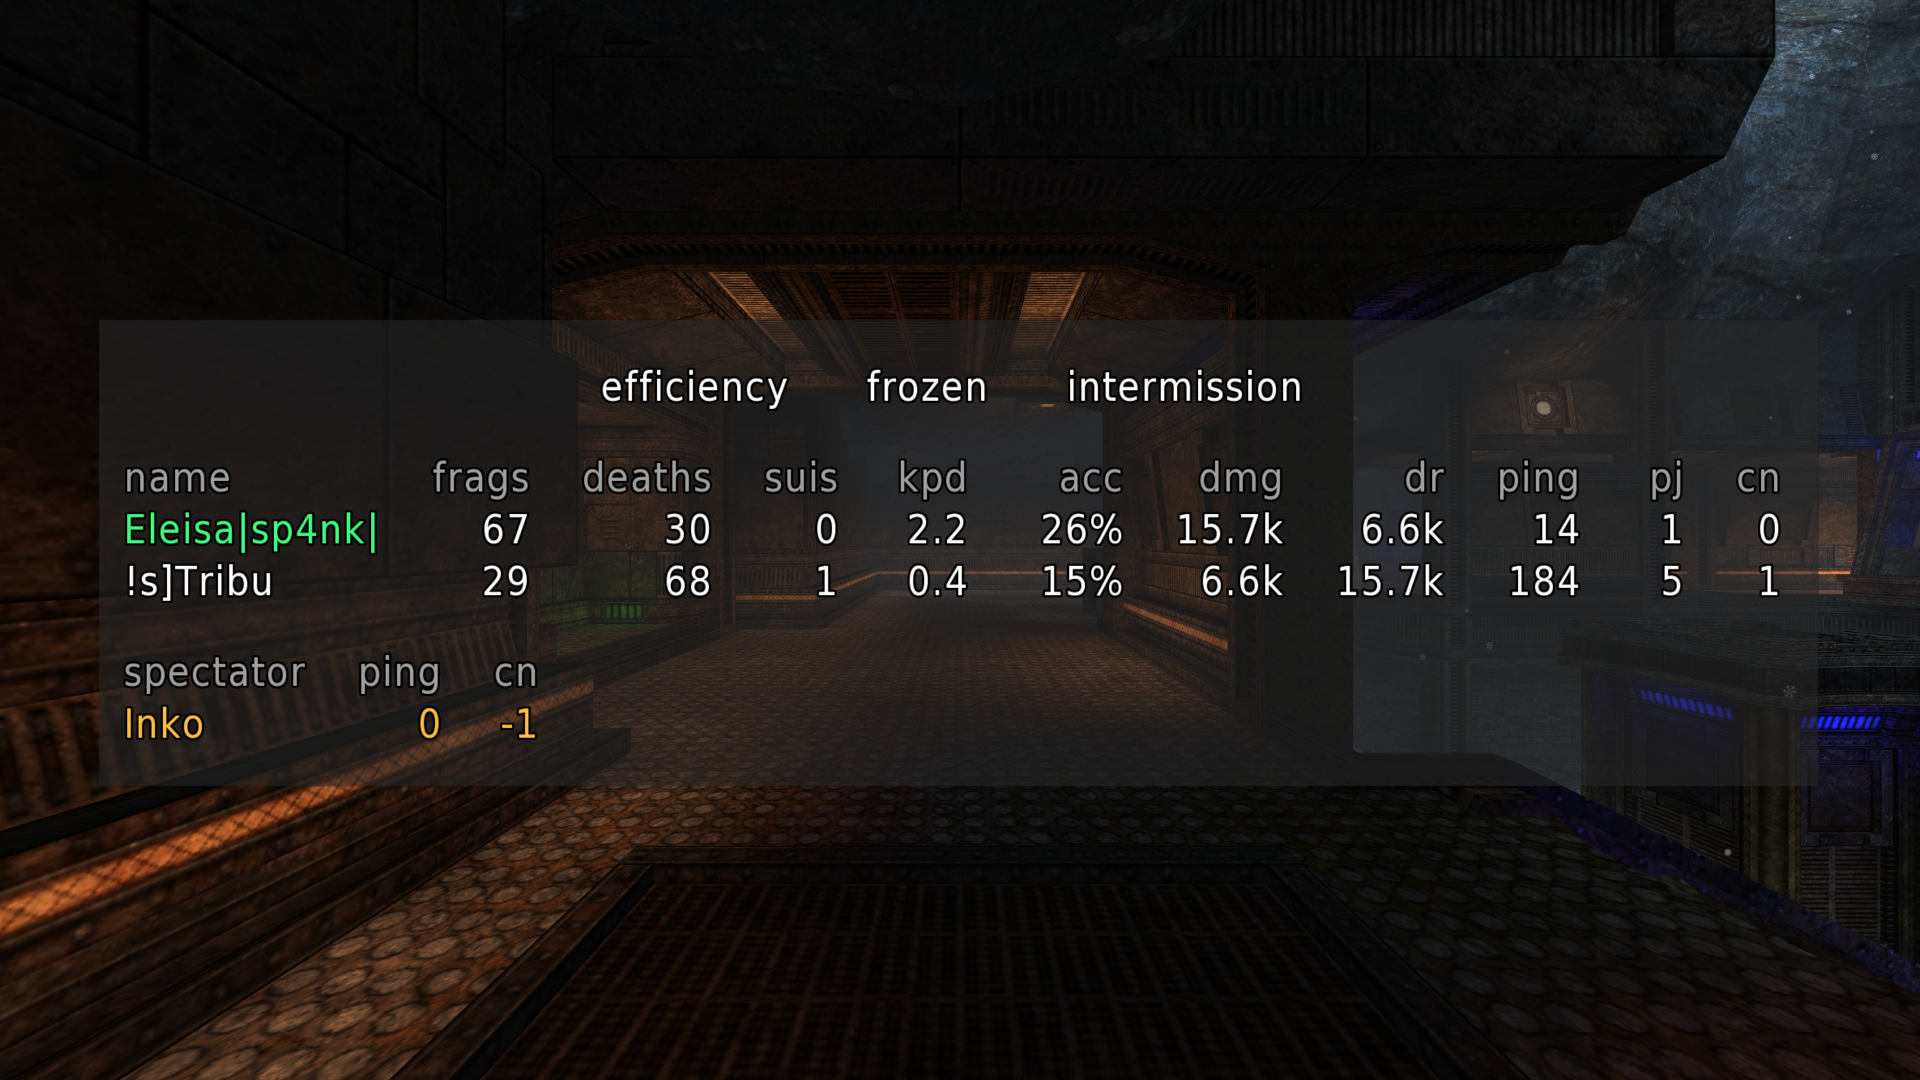 efficiency frozen intermission
name frags deaths suis kpd acc dmg dr ping pj cn
Eleisa|sp4nk| 67 30 0 2.2 26% 15.7k 6.6k 14 1 0
!s]Tribu 29 68 1 0.4 15% 6.6k 15.7k 184 5 1
spectator ping cn
Inko 0 -1